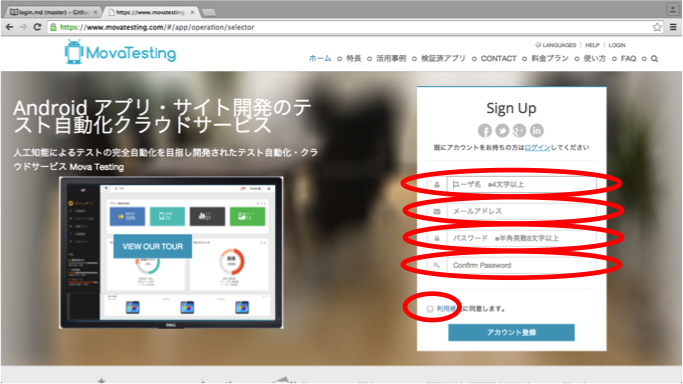 login.md (master) – GitB
https://www.movatesting.
https://www.movatesting.com/#/app/operation/selector
LANGUAGES | HELP | LOGIN
MovaTesting
ホーム 特長 活用事例 検証済アプリ CONTACT 料金プラン 使い方 FAQ
Android アプリ・サイト開発のテ
スト自動化クラウドサービス
人工知能によるテストの完全自動化を目指し開発されたテスト自動化・クラ
ウドサービス Mova Testing
VIEW OUR TOUR
DELL
Sign Up
既にアカウントをお持ちの方はログインしてください
ユーザ名 ※4文字以上
メールアドレス
パスワード ※半角英数8文字以上
Confirm Password
利用規 に同意します。
アカウント登録